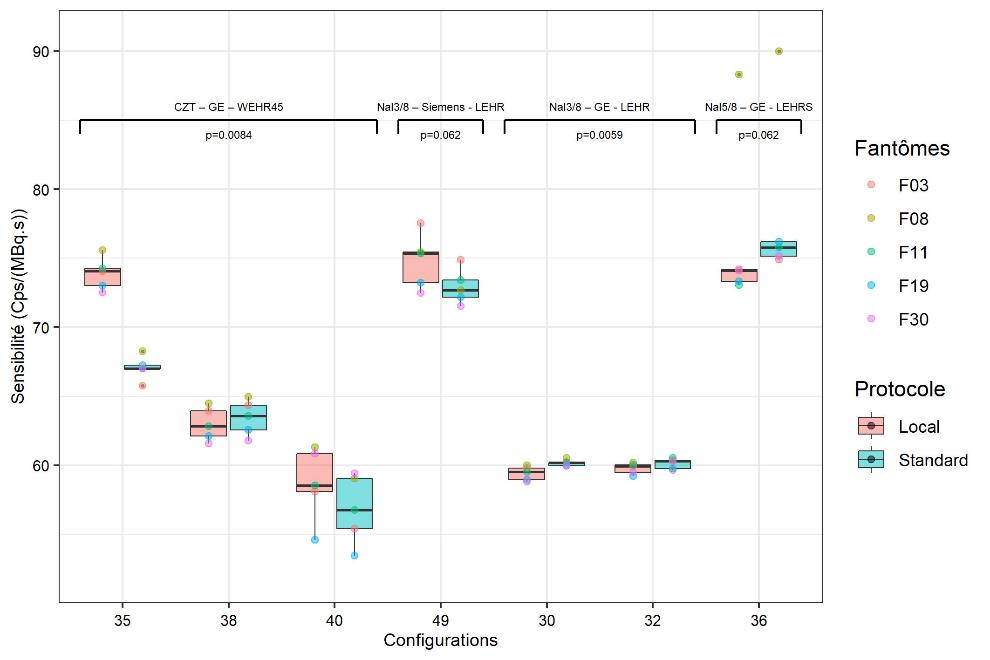 90
80
70
60
Sensibilité (Cps/(MBq.s))
CZT – GE – WEHR45
NaI3/8 – Siemens - LEHR
NaI3/8 – GE - LEHR
NaI5/8 – GE - LEHRS
p=0.0084
p=0.062
p=0.0059
p=0.062
35
38
40
49
30
32
36
Configurations
Fantômes
F03
F08
F11
F19
F30
Protocole
Local
Standard